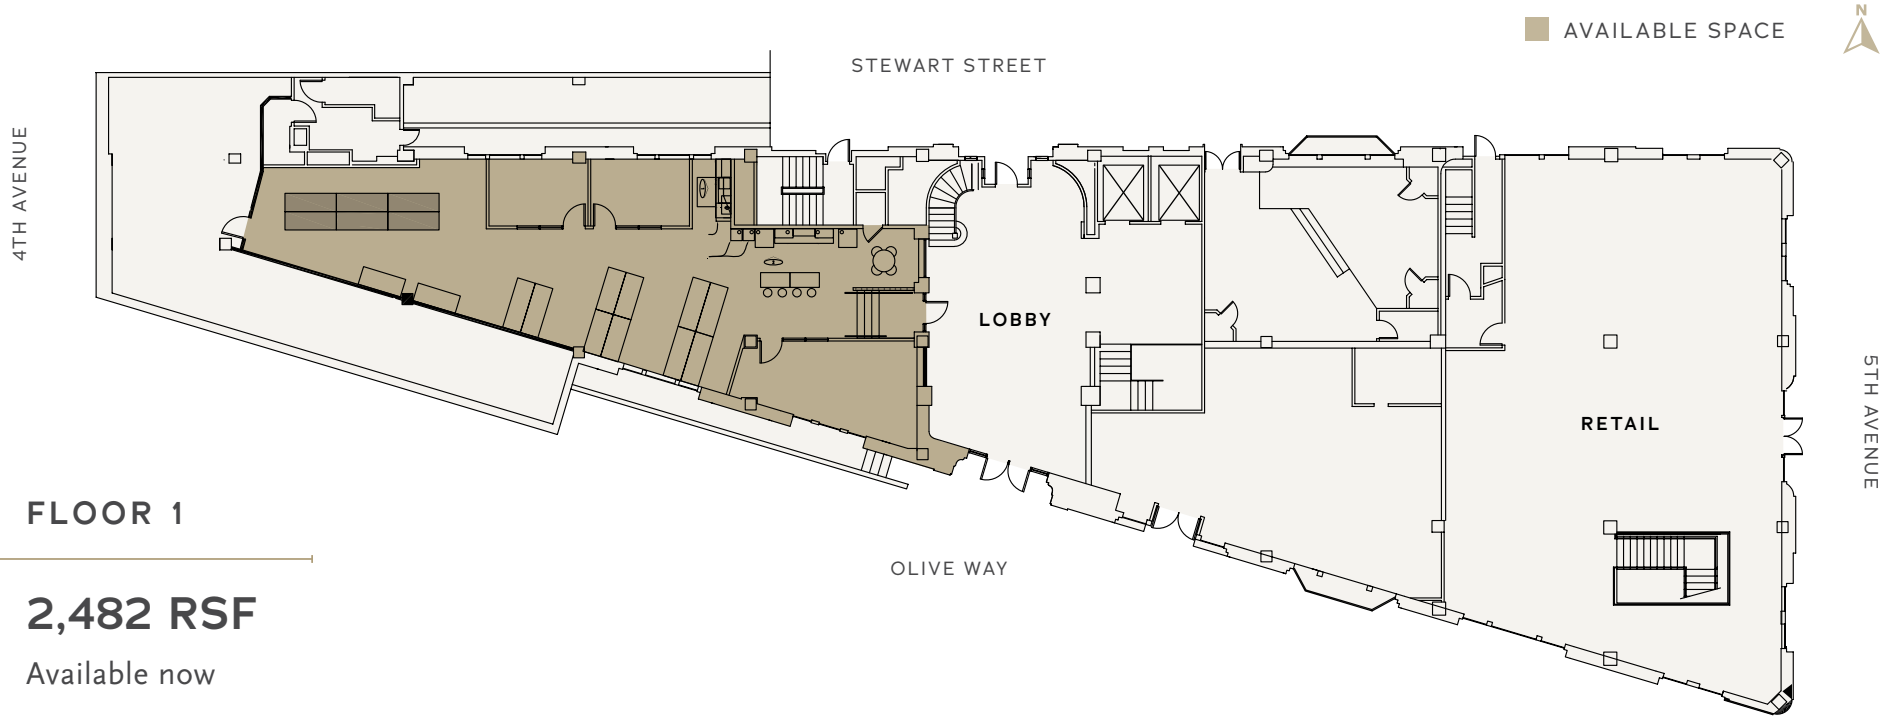 N
AVAILABLE SPACE
STEWART STREET
4TH AVENUE
LOBBY
RETAIL
5TH AVENUE
OLIVE WAY
FLOOR 1
2,482 RSF
Available now